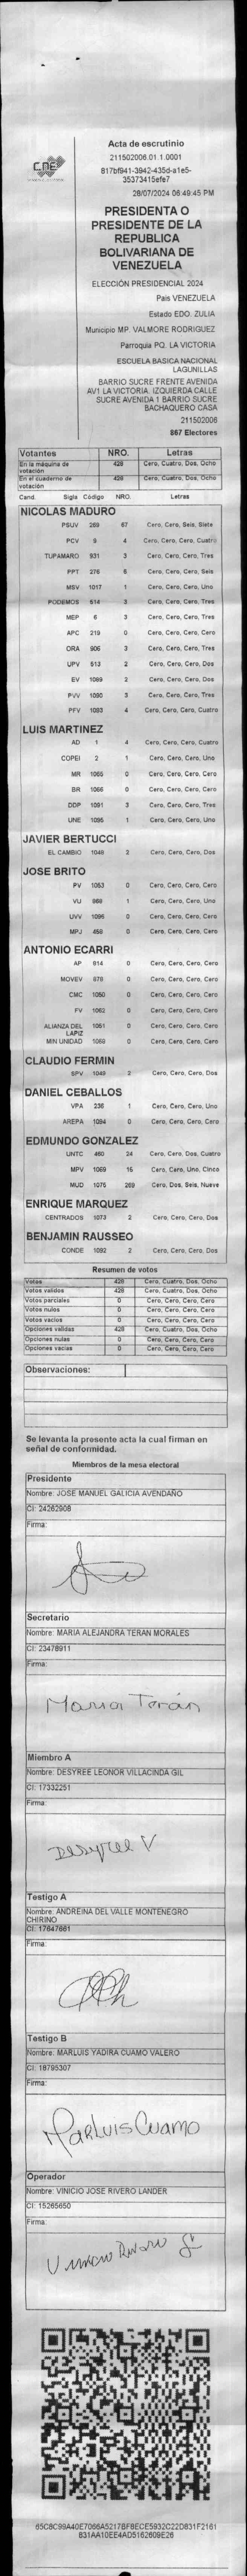 CNE
Acta de escrutinio
211502006.01.1.0001
817bf941-3942-435d-a1e5-
35373415efe7
28/07/2024 06:49:45 PM
PRESIDENTA O
PRESIDENTE DE LA
REPUBLICA
BOLIVARIANA DE
VENEZUELA
ELECCIÓN PRESIDENCIAL 2024
Pais VENEZUELA
Estado EDO. ZULIA
Municipio MP. VALMORE RODRIGUEZ
Parroquia PQ. LA VICTORIA
ESCUELA BASICA NACIONAL
LAGUNILLAS
BARRIO SUCRE FRENTE AVENIDA
AV1 LA VICTORIA. IZQUIERDA CALLE
SUCRE AVENIDA 1 BARRIO SUCRE
BACHAQUERO CASA
211502006
867 Electores
Votantes NRO. Letras
En la máquina de votación 428 Cero, Cuatro, Dos, Ocho
En el cuaderno de votación 428 Cero, Cuatro, Dos, Ocho
Cand. Sigla Código NRO. Letras
NICOLAS MADURO
PSUV 269 67 Cero, Cero, Seis, Siete
PCV 9 4 Cero, Cero, Cero, Cuatro
TUPAMARO 931 3 Cero, Cero, Cero, Tres
PPT 276 6 Cero, Cero, Cero, Seis
MSV 1017 1 Cero, Cero, Cero, Uno
PODEMOS 514 3 Cero, Cero, Cero, Tres
MEP 6 3 Cero, Cero, Cero, Tres
APC 219 0 Cero, Cero, Cero, Cero
ORA 906 3 Cero, Cero, Cero, Tres
UPV 513 2 Cero, Cero, Cero, Dos
EV 1089 2 Cero, Cero, Cero, Dos
PVV 1090 3 Cero, Cero, Cero, Tres
PFV 1093 4 Cero, Cero, Cero, Cuatro
LUIS MARTINEZ
AD 1 4 Cero, Cero, Cero, Cuatro
COPEI 2 1 Cero, Cero, Cero, Uno
MR 1065 0 Cero, Cero, Cero, Cero
BR 1066 0 Cero, Cero, Cero, Cero
DDP 1091 3 Cero, Cero, Cero, Tres
UNE 1095 1 Cero, Cero, Cero, Uno
JAVIER BERTUCCI
EL CAMBIO 1048 2 Cero, Cero, Cero, Dos
JOSE BRITO
PV 1053 0 Cero, Cero, Cero, Cero
VU 989 1 Cero, Cero, Cero, Uno
UVV 1096 0 Cero, Cero, Cero, Cero
MPJ 459 0 Cero, Cero, Cero, Cero
ANTONIO ECARRI
AP 814 0 Cero, Cero, Cero, Cero
MOVEV 878 0 Cero, Cero, Cero, Cero
CMC 1050 0 Cero, Cero, Cero, Cero
FV 1062 0 Cero, Cero, Cero, Cero
ALIANZA DEL LAPIZ 1051 0 Cero, Cero, Cero, Cero
MIN UNIDAD 1069 0 Cero, Cero, Cero, Cero
CLAUDIO FERMIN
SPV 1049 2 Cero, Cero, Cero, Dos
DANIEL CEBALLOS
VPA 236 1 Cero, Cero, Cero, Uno
AREPA 1094 0 Cero, Cero, Cero, Cero
EDMUNDO GONZALEZ
UNTC 460 24 Cero, Cero, Dos, Cuatro
MPV 1069 15 Cero, Cero, Uno, Cinco
MUD 1075 269 Cero, Dos, Seis, Nueve
ENRIQUE MARQUEZ
CENTRADOS 1073 2 Cero, Cero, Cero, Dos
BENJAMIN RAUSSEO
CONDE 1092 2 Cero, Cero, Cero, Dos
Resumen de votos
Votos 428 Cero, Cuatro, Dos, Ocho
Votos validos 428 Cero, Cuatro, Dos, Ocho
Votos parciales 0 Cero, Cero, Cero, Cero
Votos nulos 0 Cero, Cero, Cero, Cero
Votos vacios 0 Cero, Cero, Cero, Cero
Opciones validas 428 Cero, Cuatro, Dos, Ocho
Opciones nulas 0 Cero, Cero, Cero, Cero
Opciones vacias 0 Cero, Cero, Cero, Cero
Observaciones:
Se levanta la presente acta la cual firman en
señal de conformidad.
Miembros de la mesa electoral
Presidente
Nombre: JOSE MANUEL GALICIA AVENDAÑO
CI: 24262908
Firma:
Secretario
Nombre: MARIA ALEJANDRA TERAN MORALES
CI: 23478911
Firma:
Maria Terán
Miembro A
Nombre: DESYREE LEONOR VILLACINDA GIL
CI: 17332251
Firma:
Desyree V
Testigo A
Nombre: ANDREINA DEL VALLE MONTENEGRO
CHIRINO
CI: 17647661
Firma:
Testigo B
Nombre: MARLUIS YADIRA CUAMO VALERO
CI: 18795307
Firma:
MarLuis Cuamo
Operador
Nombre: VINICIO JOSE RIVERO LANDER
CI: 15265650
Firma:
Vinicio Rivero
65C8C99A40E7066A5217BF8ECE5932C22D831F2161
831AA10EE4AD5162609E26